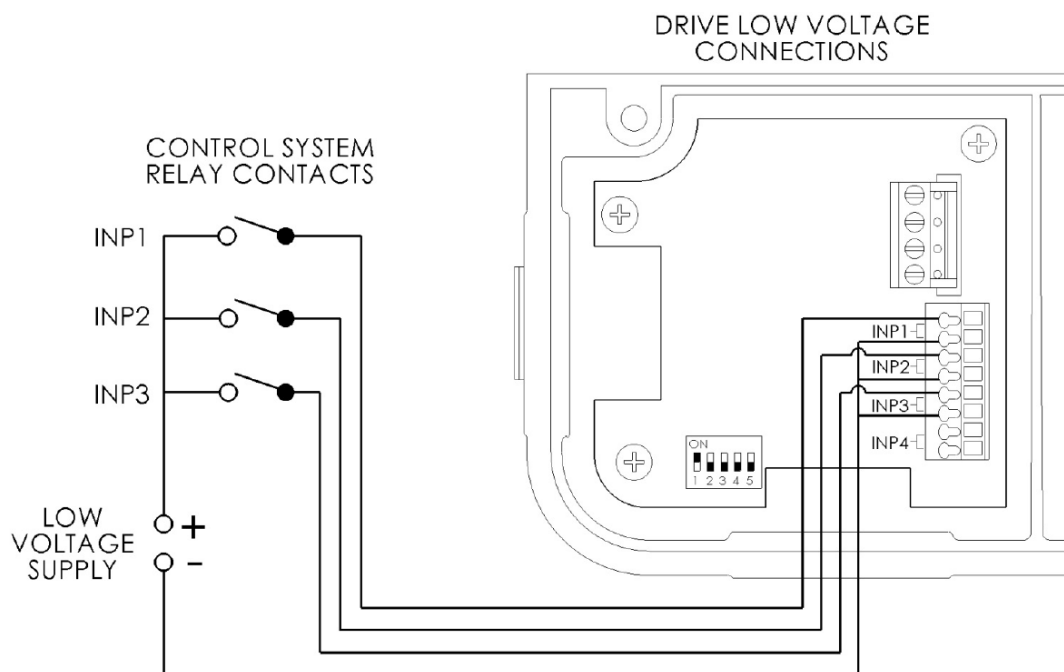 DRIVE LOW VOLTAGE
CONNECTIONS
CONTROL SYSTEM
RELAY CONTACTS
INP1
INP2
INP3
LOW
VOLTAGE
SUPPLY
+
-
INP1
INP2
INP3
INP4
ON
1 2 3 4 5